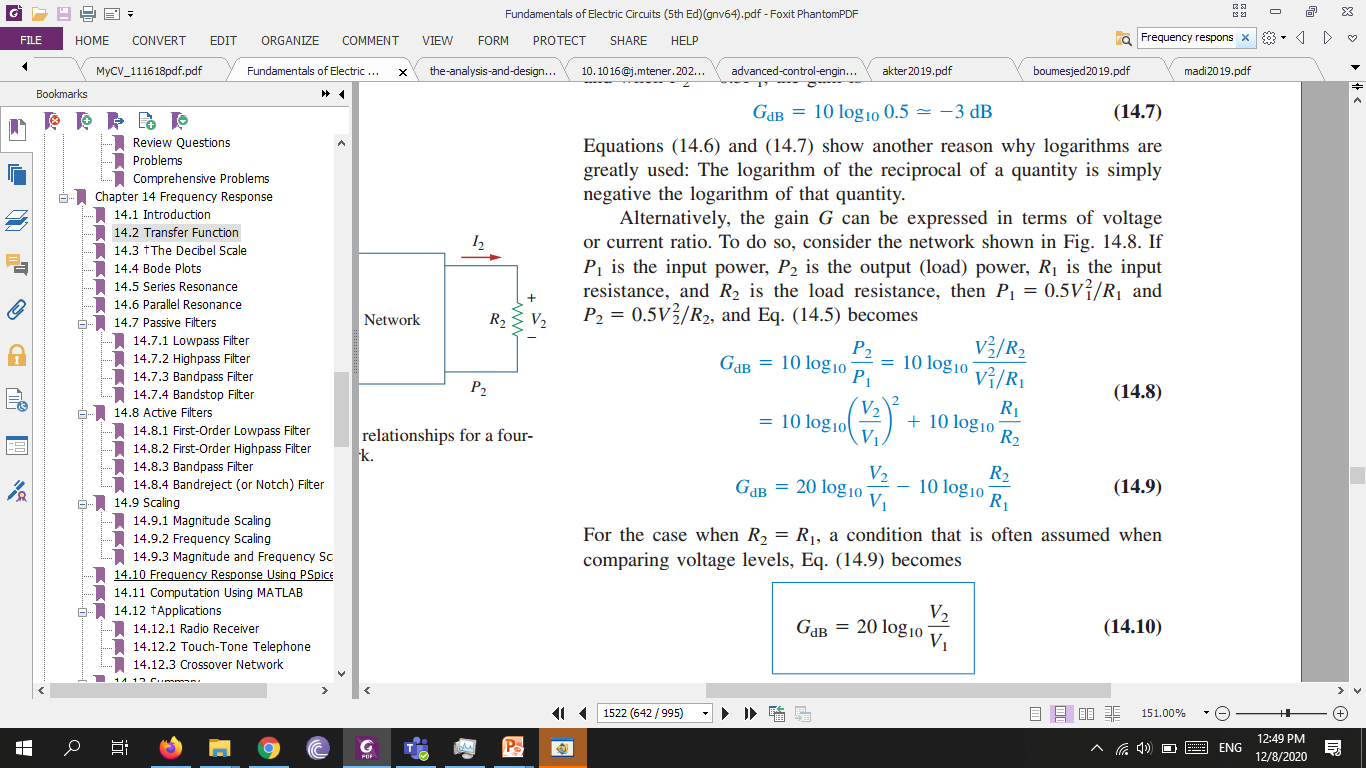 Fundamentals of Electric Circuits (5th Ed)(gnv64).pdf - Foxit PhantomPDF
FILE HOME CONVERT EDIT ORGANIZE COMMENT VIEW FORM PROTECT SHARE HELP
Frequency respons
MyCV_111618pdf.pdf
Fundamentals of Electric ...
the-analysis-and-design...
10.1016@j.mtener.202...
advanced-control-engin...
akter2019.pdf
boumesjed2019.pdf
madi2019.pdf
Bookmarks
Review Questions
Problems
Comprehensive Problems
Chapter 14 Frequency Response
14.1 Introduction
14.2 Transfer Function
14.3 †The Decibel Scale
14.4 Bode Plots
14.5 Series Resonance
14.6 Parallel Resonance
14.7 Passive Filters
14.7.1 Lowpass Filter
14.7.2 Highpass Filter
14.7.3 Bandpass Filter
14.7.4 Bandstop Filter
14.8 Active Filters
14.8.1 First-Order Lowpass Filter
14.8.2 First-Order Highpass Filter
14.8.3 Bandpass Filter
14.8.4 Bandreject (or Notch) Filter
14.9 Scaling
14.9.1 Magnitude Scaling
14.9.2 Frequency Scaling
14.9.3 Magnitude and Frequency Sc
14.10 Frequency Response Using PSpice
14.11 Computation Using MATLAB
14.12 †Applications
14.12.1 Radio Receiver
14.12.2 Touch-Tone Telephone
14.12.3 Crossover Network
14.13 Summary
I₂
Network
R₂
+
V₂
−
P₂
relationships for a four-
rk.
G_dB = 10 log₁₀ 0.5 ≃ −3 dB (14.7)
Equations (14.6) and (14.7) show another reason why logarithms are
greatly used: The logarithm of the reciprocal of a quantity is simply
negative the logarithm of that quantity.
Alternatively, the gain G can be expressed in terms of voltage
or current ratio. To do so, consider the network shown in Fig. 14.8. If
P₁ is the input power, P₂ is the output (load) power, R₁ is the input
resistance, and R₂ is the load resistance, then P₁ = 0.5V₁²/R₁ and
P₂ = 0.5V₂²/R₂, and Eq. (14.5) becomes
G_dB = 10 log₁₀ P₂/P₁ = 10 log₁₀ (V₂²/R₂)/(V₁²/R₁)
(14.8)
= 10 log₁₀ (V₂/V₁)² + 10 log₁₀ R₁/R₂
G_dB = 20 log₁₀ V₂/V₁ − 10 log₁₀ R₂/R₁ (14.9)
For the case when R₂ = R₁, a condition that is often assumed when
comparing voltage levels, Eq. (14.9) becomes
G_dB = 20 log₁₀ V₂/V₁ (14.10)
1522 (642 / 995)
151.00%
ENG
12:49 PM
12/8/2020